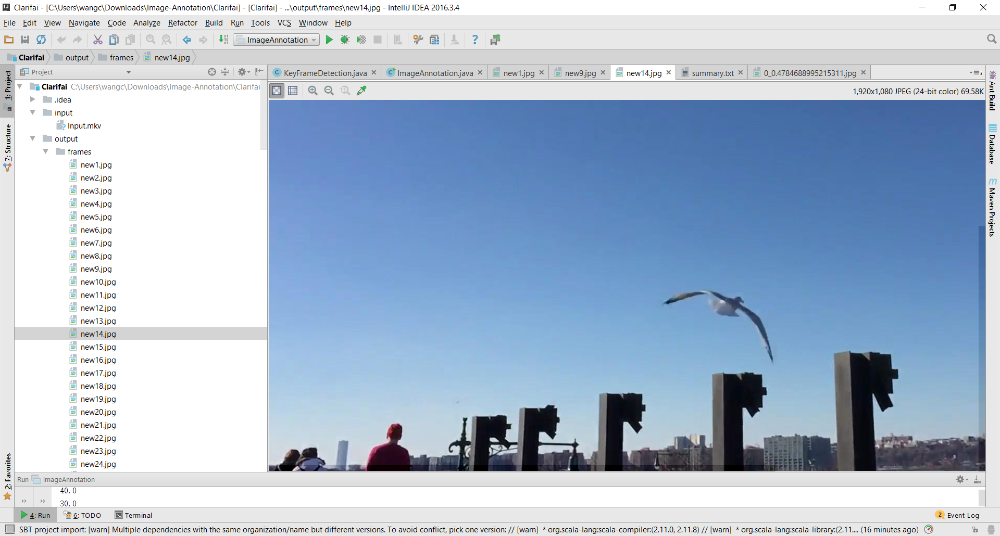 Clarifai - [C:\Users\wangc\Downloads\Image-Annotation\Clarifai] - [Clarifai] - ...\output\frames\new14.jpg - IntelliJ IDEA 2016.3.4
File Edit View Navigate Code Analyze Refactor Build Run Tools VCS Window Help
ImageAnnotation
Clarifai output frames new14.jpg
Project
KeyFrameDetection.java ImageAnnotation.java new1.jpg new9.jpg new14.jpg summary.txt 0_0.4784688995215311.jpg
1,920x1,080 JPEG (24-bit color) 69.58K
1: Project
7: Structure
2: Favorites
Clarifai C:\Users\wangc\Downloads\Image-Annotation\Clarifai
.idea
input
Input.mkv
output
frames
new1.jpg
new2.jpg
new3.jpg
new4.jpg
new5.jpg
new6.jpg
new7.jpg
new8.jpg
new9.jpg
new10.jpg
new11.jpg
new12.jpg
new13.jpg
new14.jpg
new15.jpg
new16.jpg
new17.jpg
new18.jpg
new19.jpg
new20.jpg
new21.jpg
new22.jpg
new23.jpg
new24.jpg
Ant Build
Database
Maven Projects
Run ImageAnnotation
40.0
30.0
4: Run 6: TODO Terminal
2 Event Log
SBT project import: [warn] Multiple dependencies with the same organization/name but different versions. To avoid conflict, pick one version: // [warn] * org.scala-lang:scala-compiler:(2.11.0, 2.11.8) // [warn] * org.scala-lang:scala-library:(2.11.... (16 minutes ago)